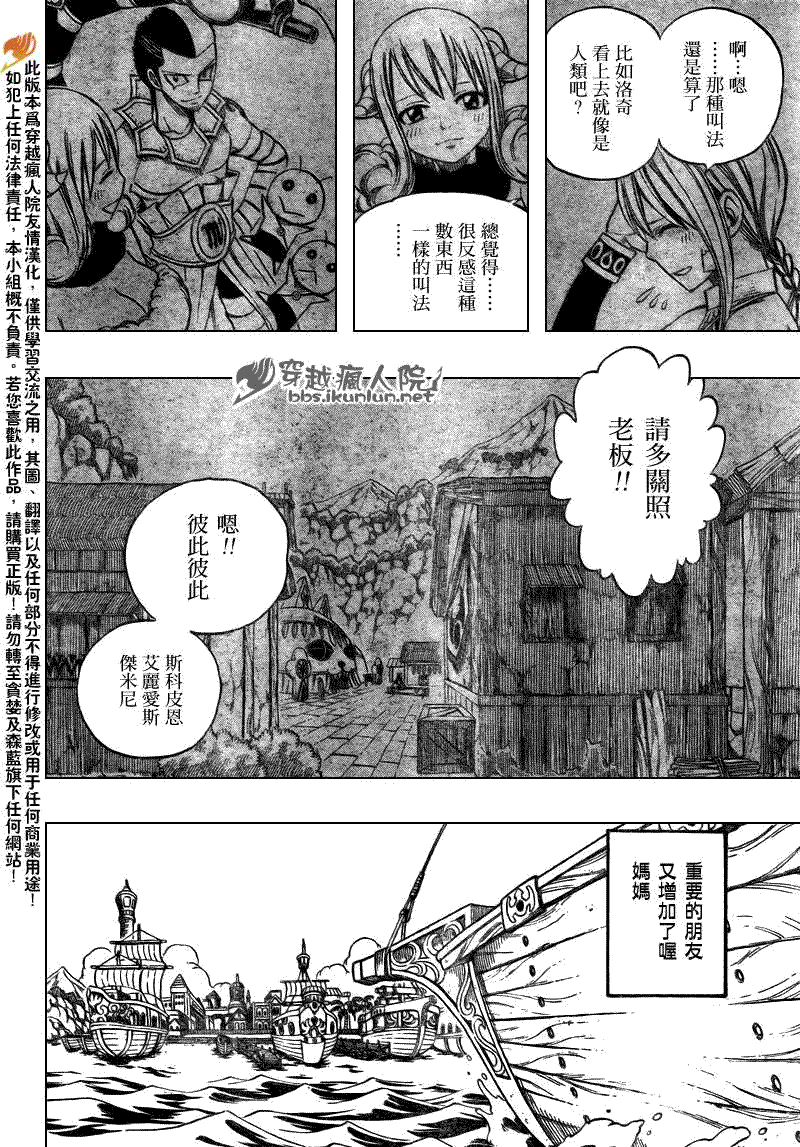 啊…嗯
……那種叫法
還是算了
比如洛奇
看上去就像是
人類吧？
總覺得……
很反感這種
數東西
一樣的叫法
……
請多關照
老板!!
嗯!!
彼此彼此
斯科皮恩
艾麗愛斯
傑米尼
重要的朋友
又增加了喔
媽媽
穿越瘋人院
bbs.ikunlun.net
此版本爲穿越瘋人院友情漢化，僅供學習交流之用，其圖、翻譯以及任何部分不得進行修改或用于任何商業用途！
如犯上任何法律責任，本小組概不負責。若您喜歡此作品，請購買正版！請勿轉至貪婪及森藍旗下任何網站！